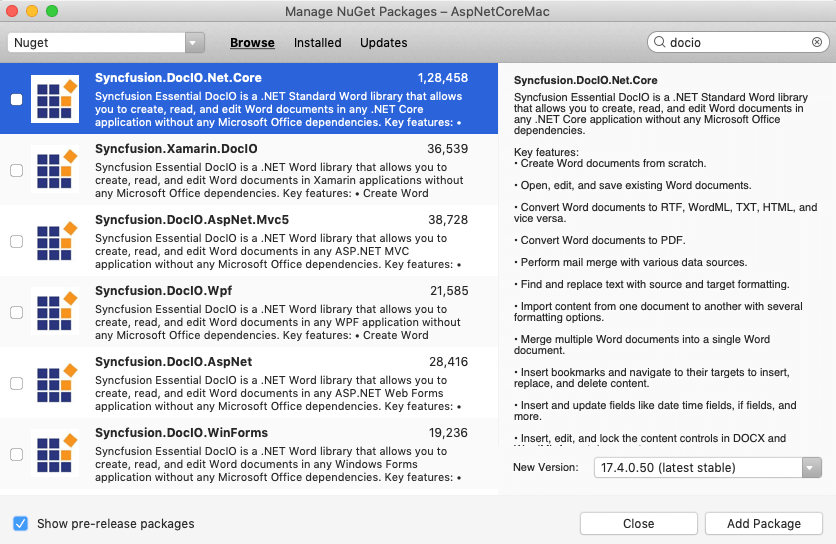 Manage NuGet Packages – AspNetCoreMac
Nuget
Browse
Installed
Updates
docio
Syncfusion.DocIO.Net.Core 1,28,458
Syncfusion Essential DocIO is a .NET Standard Word library that allows
you to create, read, and edit Word documents in any .NET Core
application without any Microsoft Office dependencies. Key features: •
Syncfusion.Xamarin.DocIO 36,539
Syncfusion Essential DocIO is a .NET Word library that allows you to
create, read, and edit Word documents in Xamarin applications without
any Microsoft Office dependencies. Key features: • Create Word
Syncfusion.DocIO.AspNet.Mvc5 38,728
Syncfusion Essential DocIO is a .NET Word library that allows you to
create, read, and edit Word documents in any ASP.NET MVC
application without any Microsoft Office dependencies. Key features: •
Syncfusion.DocIO.Wpf 21,585
Syncfusion Essential DocIO is a .NET Word library that allows you to
create, read, and edit Word documents in any WPF application without
any Microsoft Office dependencies. Key features: • Create Word
Syncfusion.DocIO.AspNet 28,416
Syncfusion Essential DocIO is a .NET Word library that allows you to
create, read, and edit Word documents in any ASP.NET Web Forms
application without any Microsoft Office dependencies. Key features: •
Syncfusion.DocIO.WinForms 19,236
Syncfusion Essential DocIO is a .NET Word library that allows you to
create, read, and edit Word documents in any Windows Forms
application without any Microsoft Office dependencies. Key features: •
Syncfusion.DocIO.Net.Core
Syncfusion Essential DocIO is a .NET Standard Word library
that allows you to create, read, and edit Word documents in
any .NET Core application without any Microsoft Office
dependencies.
Key features:
• Create Word documents from scratch.
• Open, edit, and save existing Word documents.
• Convert Word documents to RTF, WordML, TXT, HTML, and
vice versa.
• Convert Word documents to PDF.
• Perform mail merge with various data sources.
• Find and replace text with source and target formatting.
• Import content from one document to another with several
formatting options.
• Merge multiple Word documents into a single Word
document.
• Insert bookmarks and navigate to their targets to insert,
replace, and delete content.
• Insert and update fields like date time fields, if fields, and
more.
• Insert, edit, and lock the content controls in DOCX and
New Version: 17.4.0.50 (latest stable)
Show pre-release packages
Close
Add Package